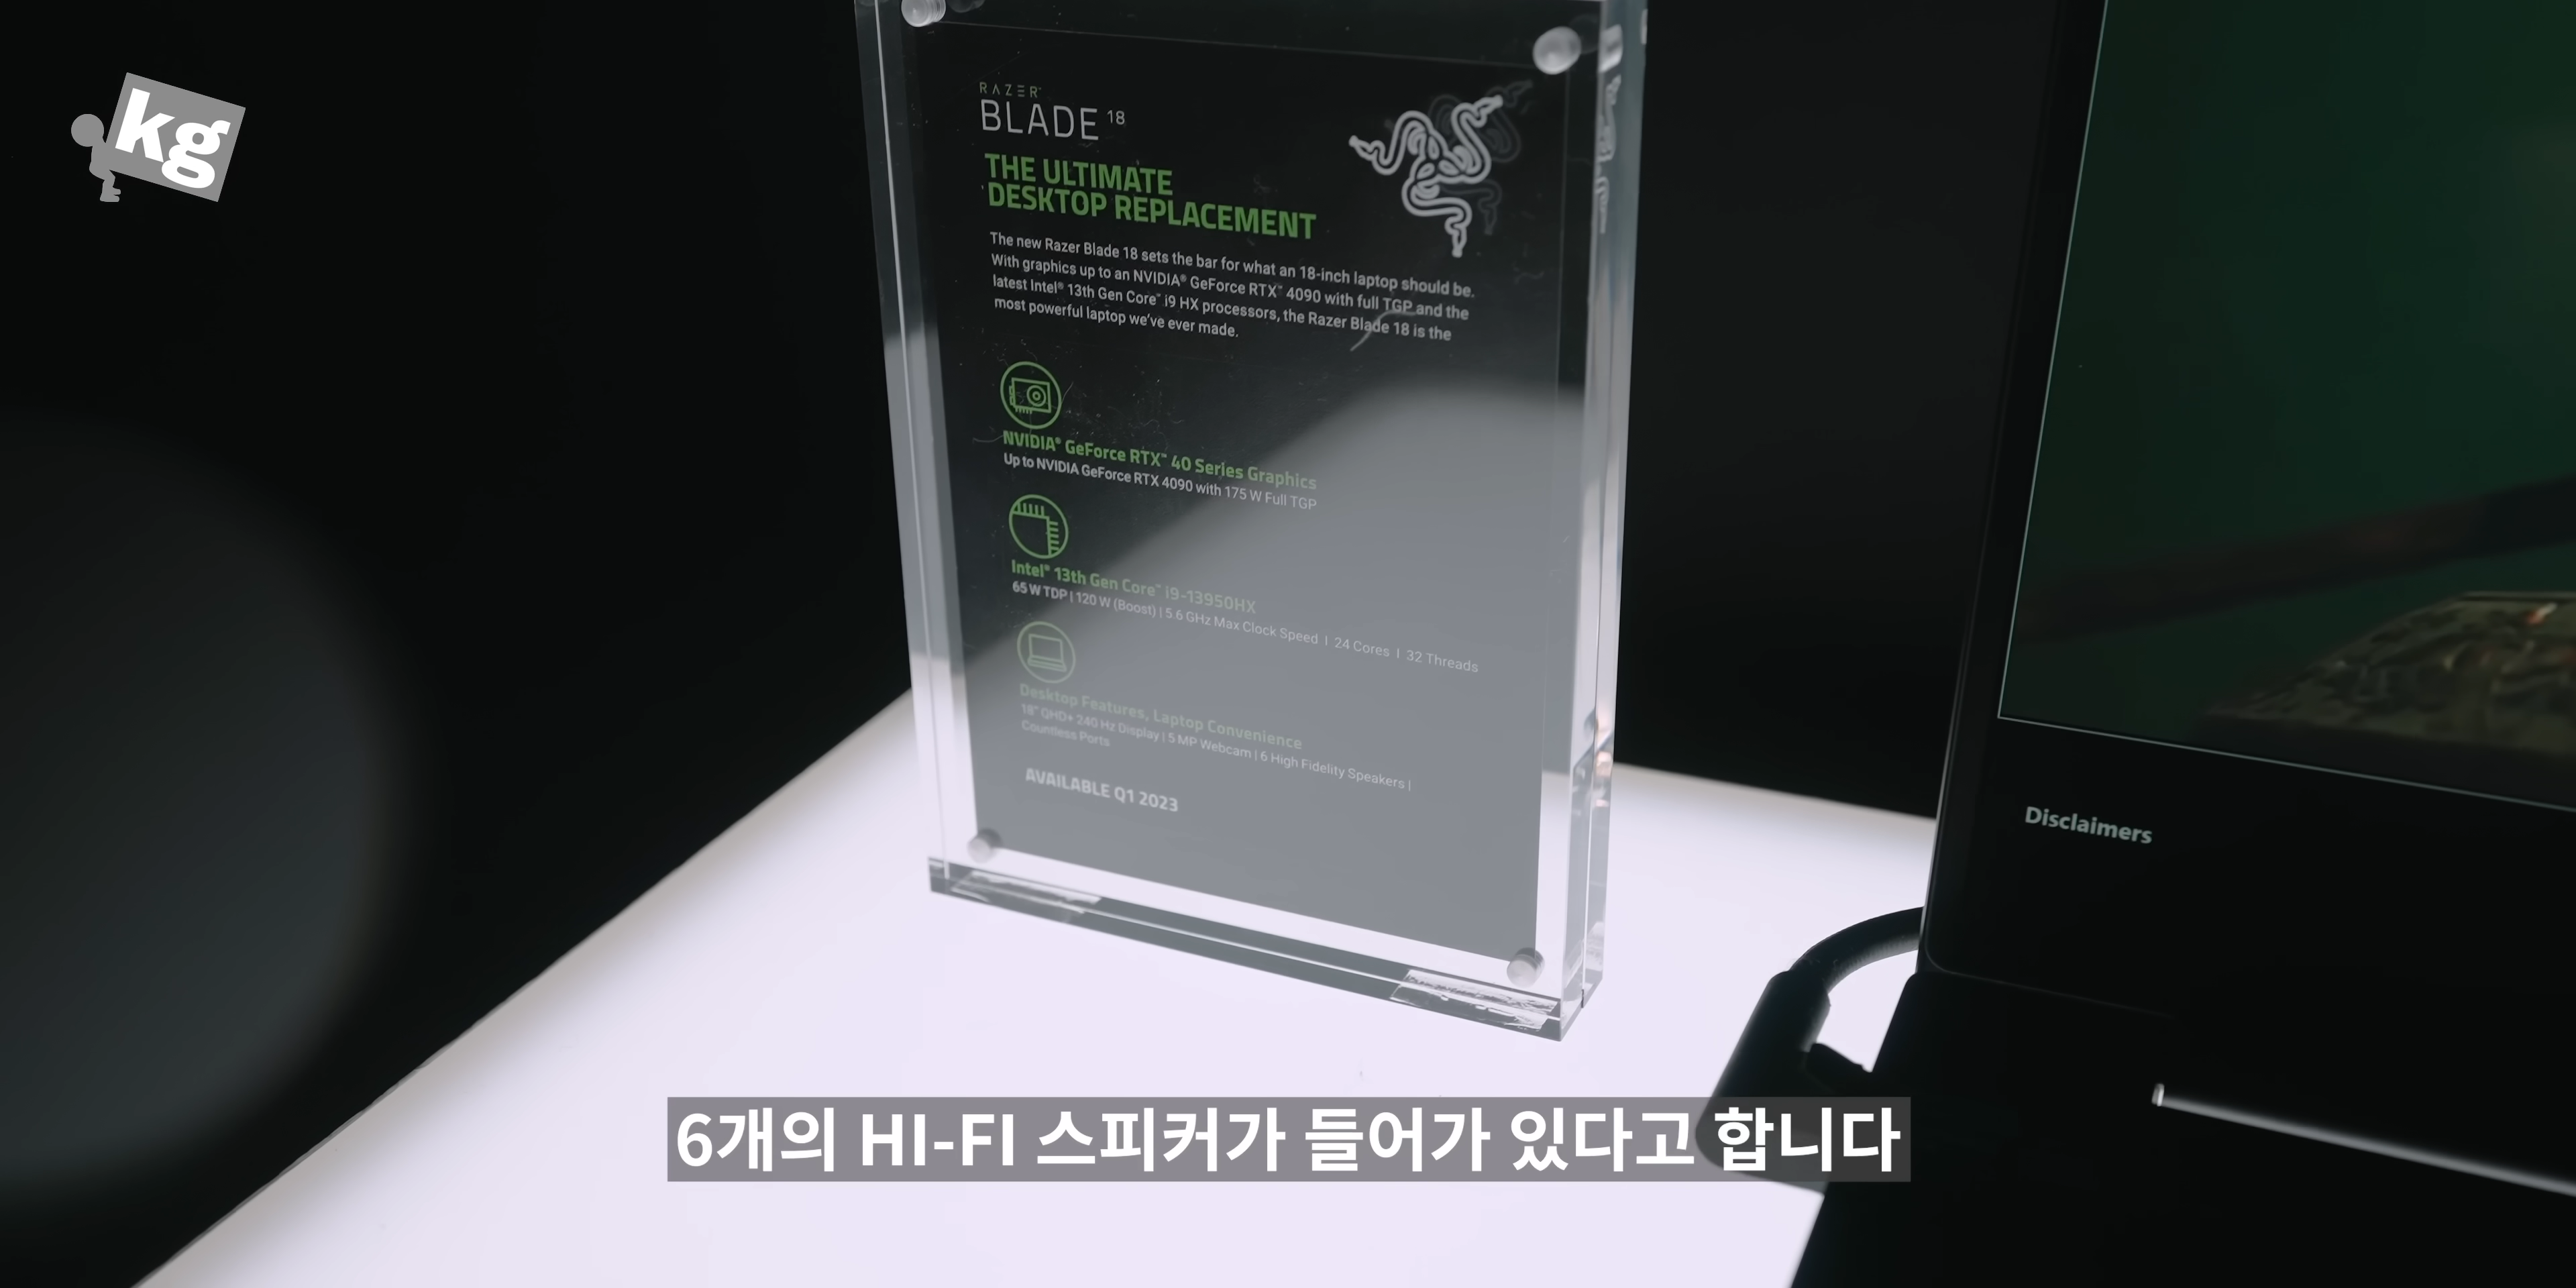 kg
RAZER
BLADE 18
THE ULTIMATE
DESKTOP REPLACEMENT
The new Razer Blade 18 sets the bar for what an 18-inch laptop should be.
With graphics up to an NVIDIA® GeForce RTX™ 4090 with full TGP and the
latest Intel® 13th Gen Core™ i9 HX processors, the Razer Blade 18 is the
most powerful laptop we've ever made.
NVIDIA® GeForce RTX™ 40 Series Graphics
Up to NVIDIA GeForce RTX 4090 with 175 W Full TGP
Intel® 13th Gen Core™ i9-13950HX
65 W TDP | 120 W (Boost) | 5.6 GHz Max Clock Speed | 24 Cores | 32 Threads
Desktop Features, Laptop Convenience
18" QHD+ 240 Hz Display | 5 MP Webcam | 6 High Fidelity Speakers |
Countless Ports
AVAILABLE Q1 2023
Disclaimers
6개의 HI-FI 스피커가 들어가 있다고 합니다